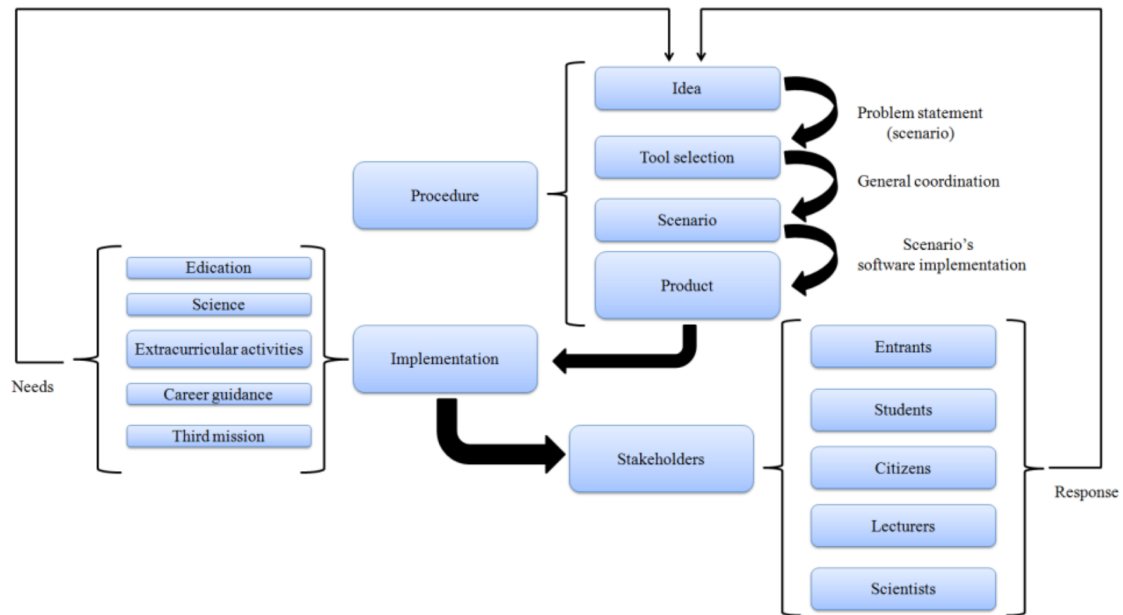 Idea
Problem statement
(scenario)
Tool selection
General coordination
Procedure
Scenario
Scenario's
software implementation
Product
Edication
Science
Extracurricular activities
Career guidance
Third mission
Needs
Implementation
Stakeholders
Entrants
Students
Citizens
Lecturers
Scientists
Response